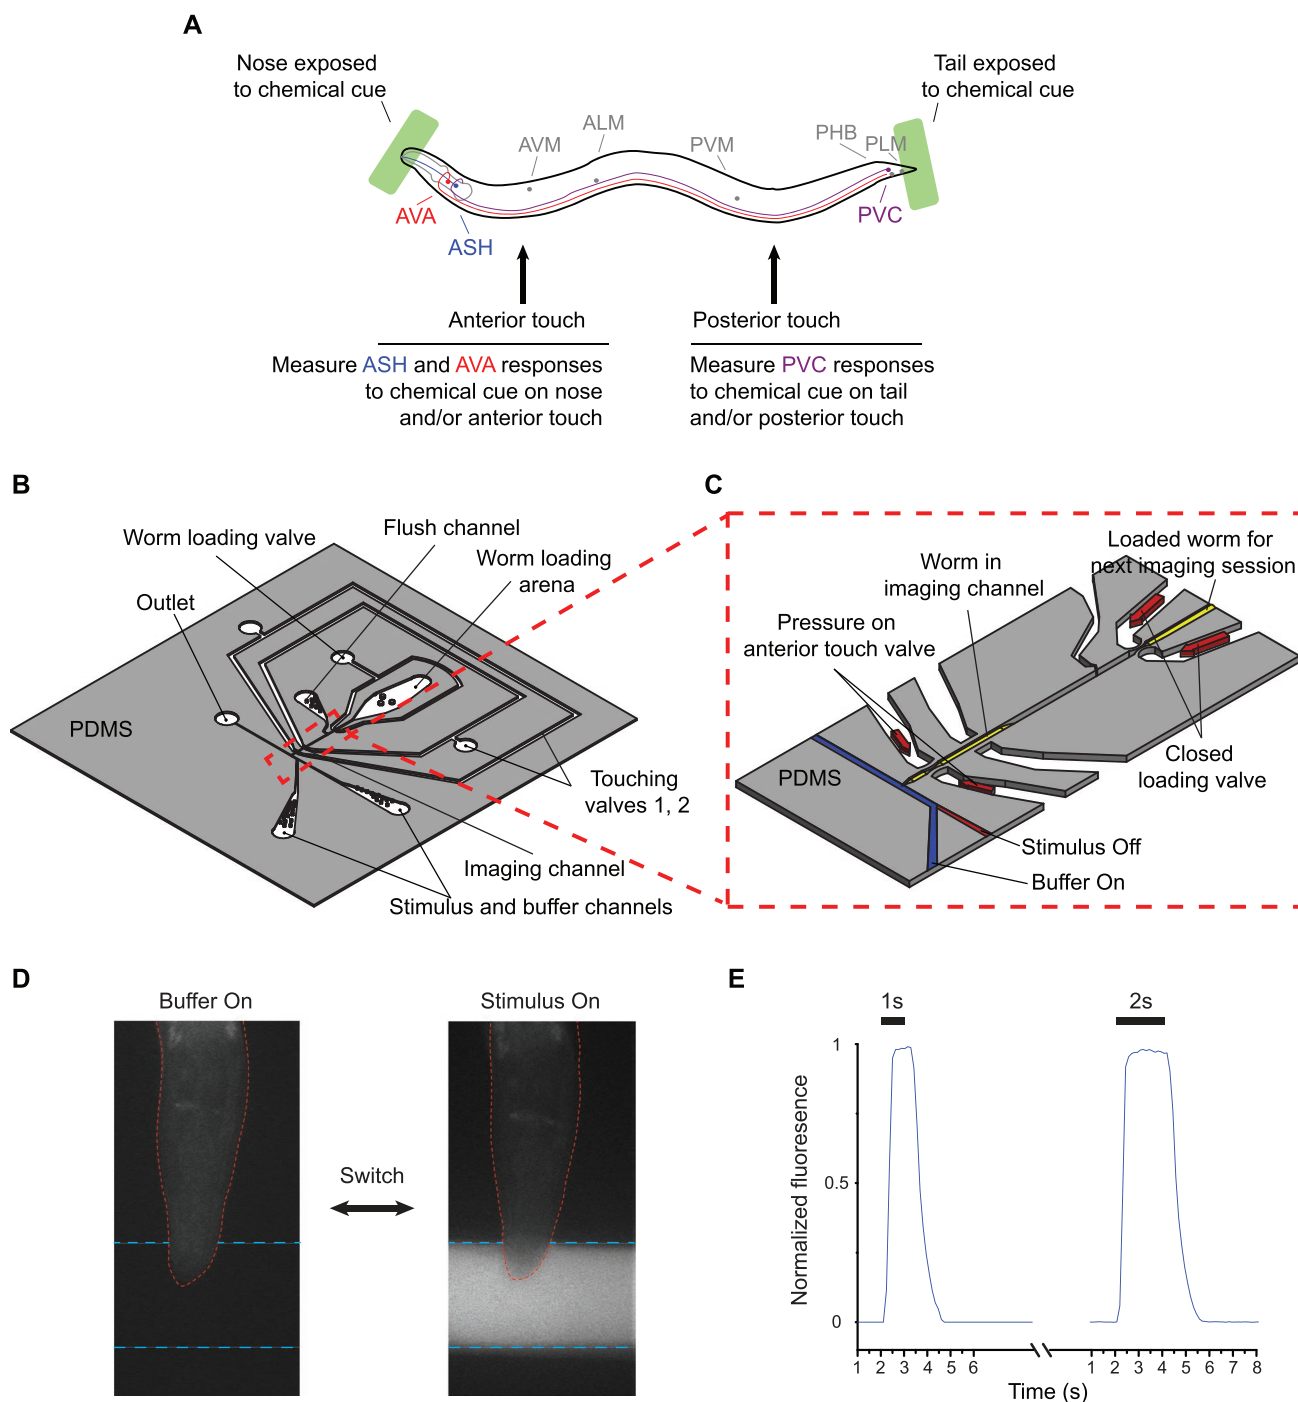 A
Nose exposed
to chemical cue
Tail exposed
to chemical cue
AVM
ALM
PVM
PHB
PLM
AVA
ASH
PVC
Anterior touch
Measure ASH and AVA responses
to chemical cue on nose
and/or anterior touch
Posterior touch
Measure PVC responses
to chemical cue on tail
and/or posterior touch
B
Worm loading valve
Flush channel
Worm loading
arena
Outlet
PDMS
Touching
valves 1, 2
Imaging channel
Stimulus and buffer channels
C
Worm in
imaging channel
Loaded worm for
next imaging session
Pressure on
anterior touch valve
PDMS
Closed
loading valve
Stimulus Off
Buffer On
D
Buffer On
Switch
Stimulus On
E
1s
2s
Normalized fluoresence
1
0.5
0
1 2 3 4 5 6
1 2 3 4 5 6 7 8
Time (s)